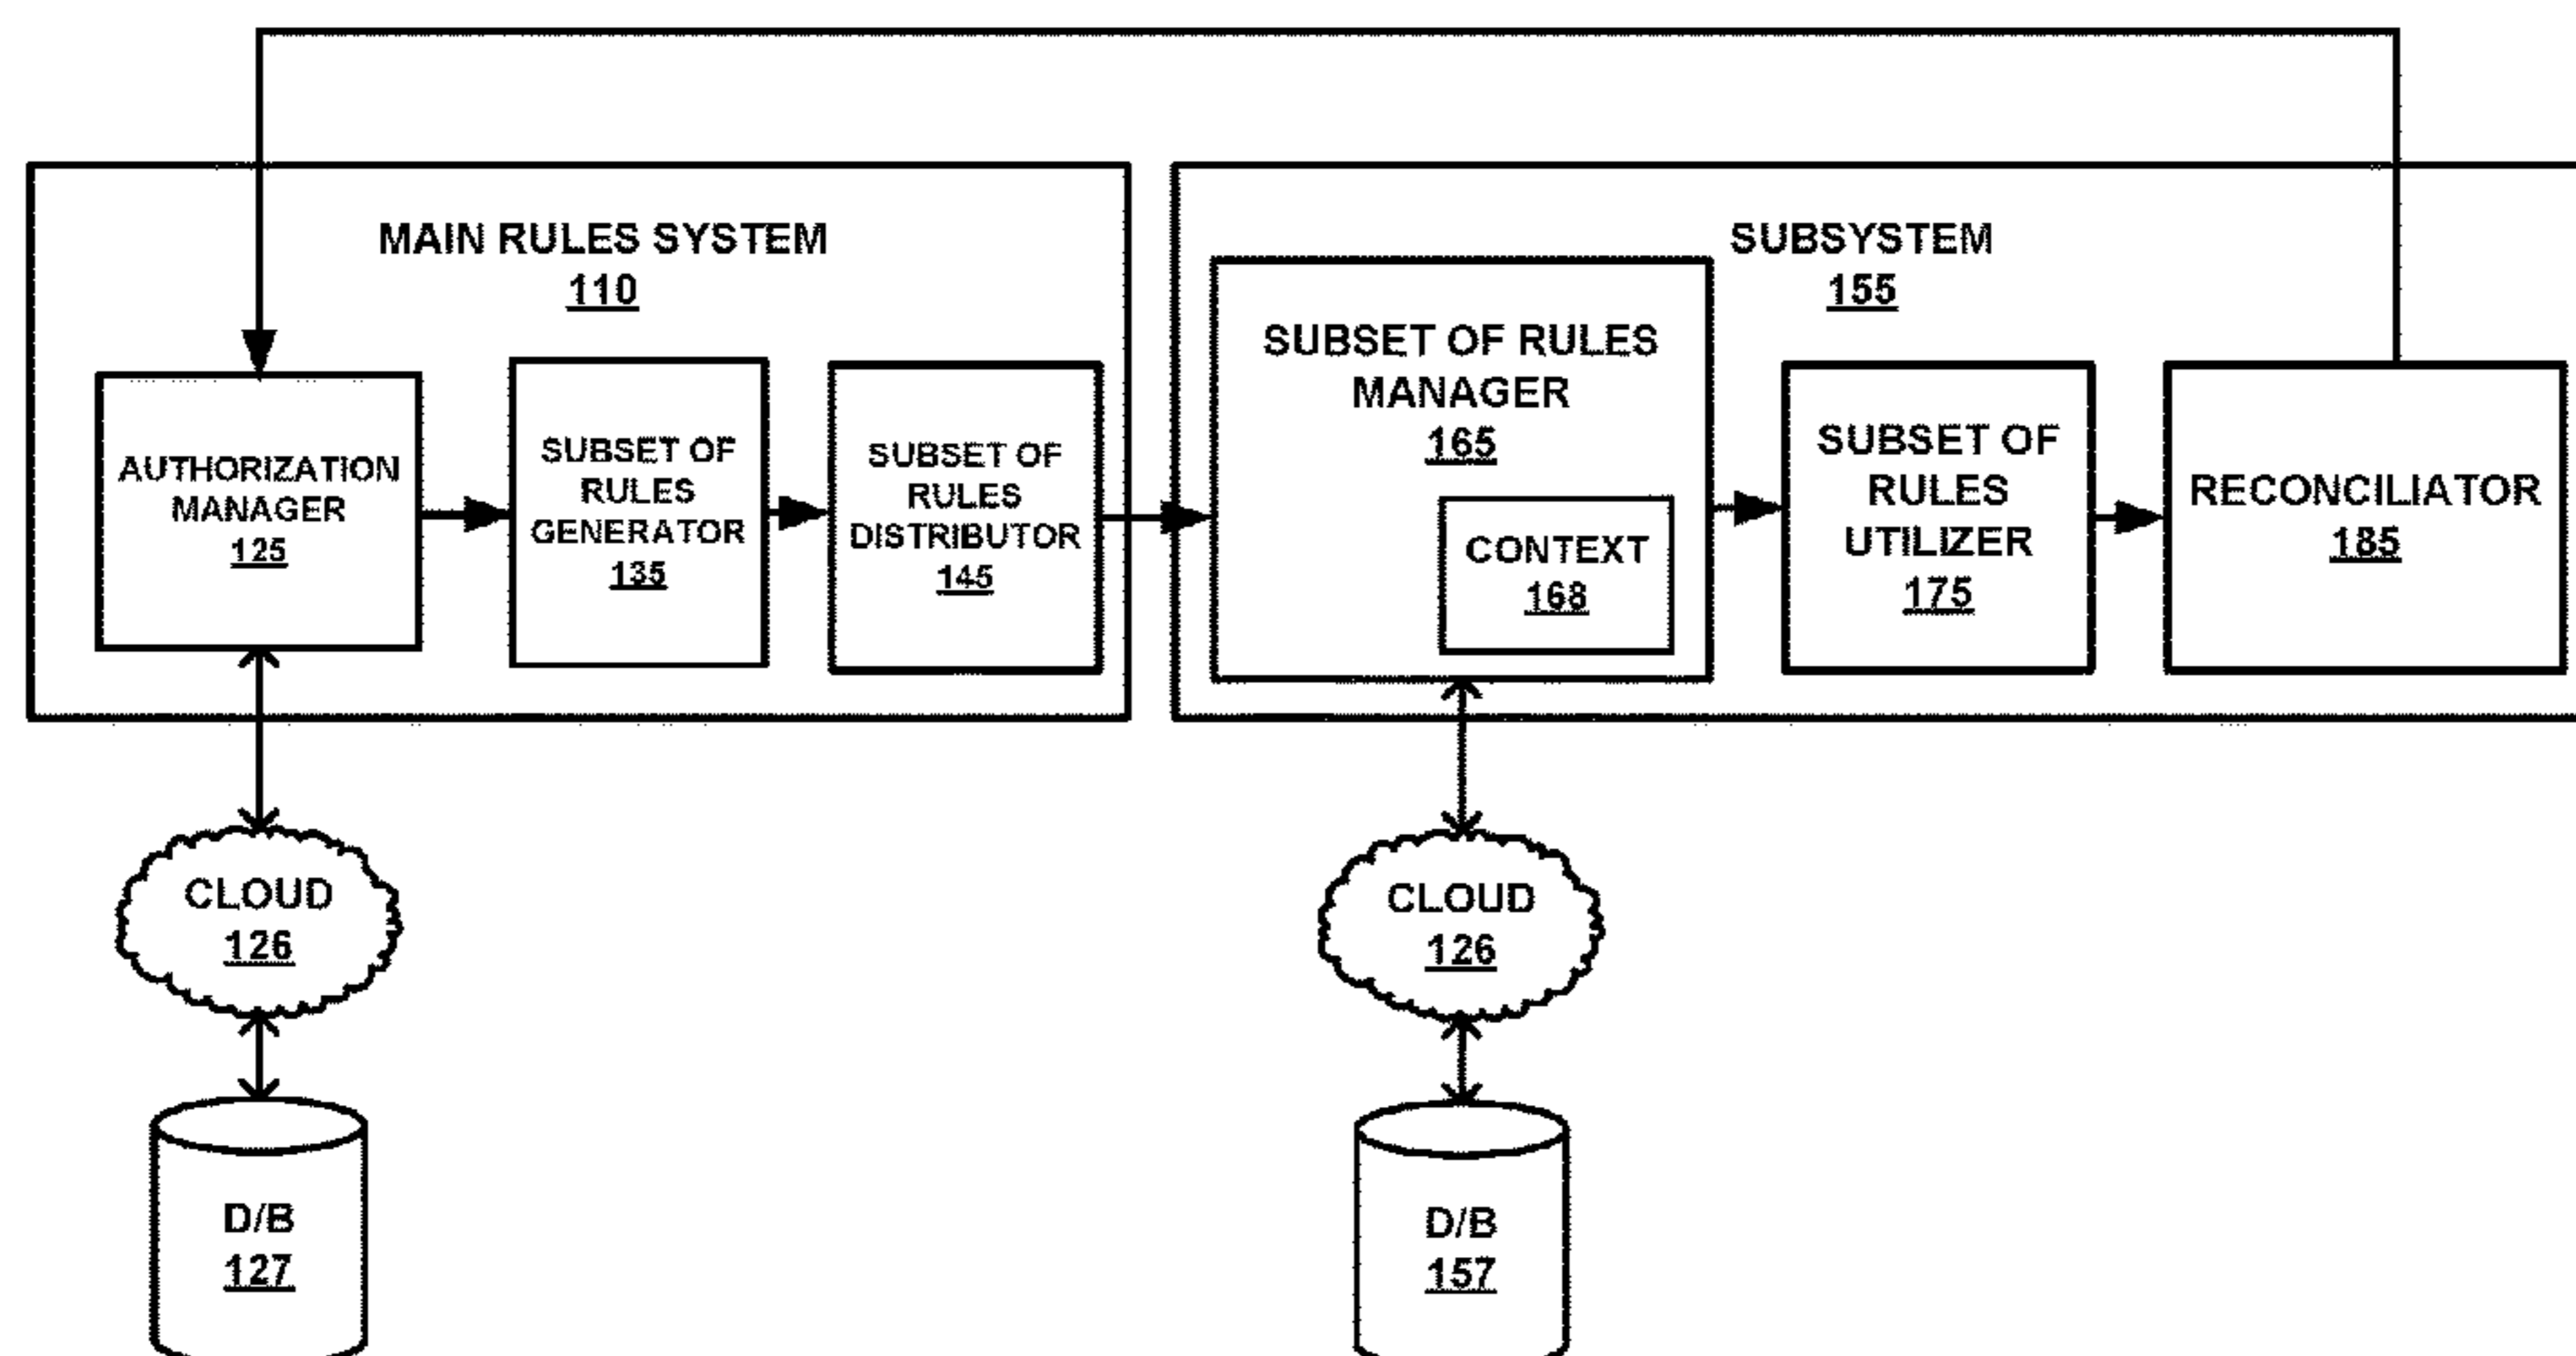 MAIN RULES SYSTEM
110
AUTHORIZATION
MANAGER
125
SUBSET OF
RULES
GENERATOR
135
SUBSET OF
RULES
DISTRIBUTOR
145
SUBSYSTEM
155
SUBSET OF RULES
MANAGER
165
CONTEXT
168
SUBSET OF
RULES
UTILIZER
175
RECONCILIATOR
185
CLOUD
126
D/B
127
CLOUD
126
D/B
157